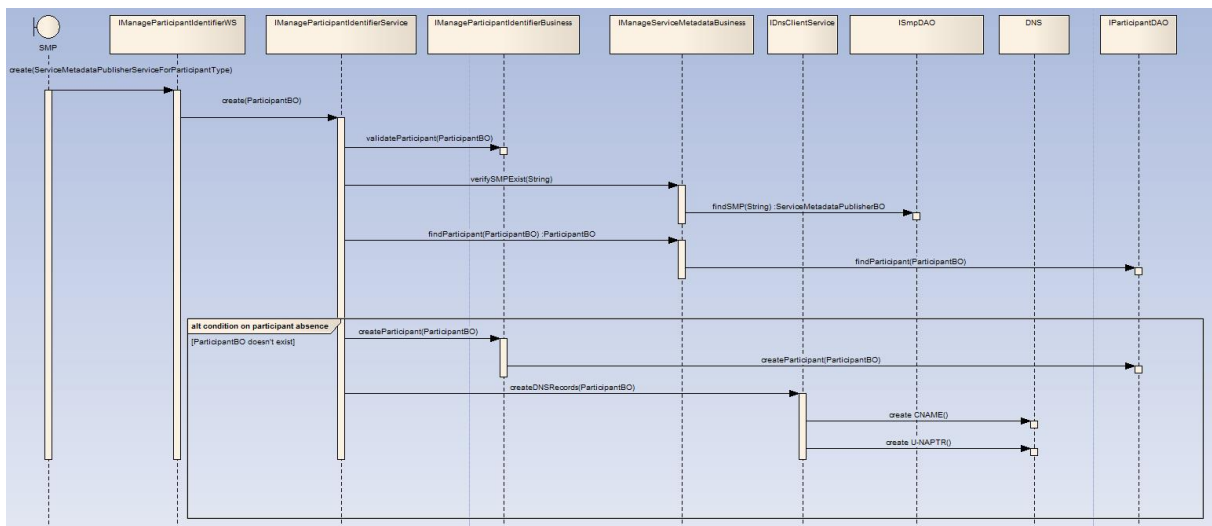 IManageParticipantIdentifierWS
IManageParticipantIdentifierService
IManageParticipantIdentifierBusiness
IManageServiceMetadataBusiness
IDnsClientService
ISmpDAO
DNS
IParticipantDAO
SMP
create(ServiceMetadataPublisherServiceForParticipantType)
create(ParticipantBO)
validateParticipant(ParticipantBO)
verifySMPExist(String)
findSMP(String) :ServiceMetadataPublisherBO
findParticipant(ParticipantBO) :ParticipantBO
findParticipant(ParticipantBO)
alt condition on participant absence
[ParticipantBO doesn't exist]
createParticipant(ParticipantBO)
createParticipant(ParticipantBO)
createDNSRecords(ParticipantBO)
create CNAME()
create U-NAPTR()